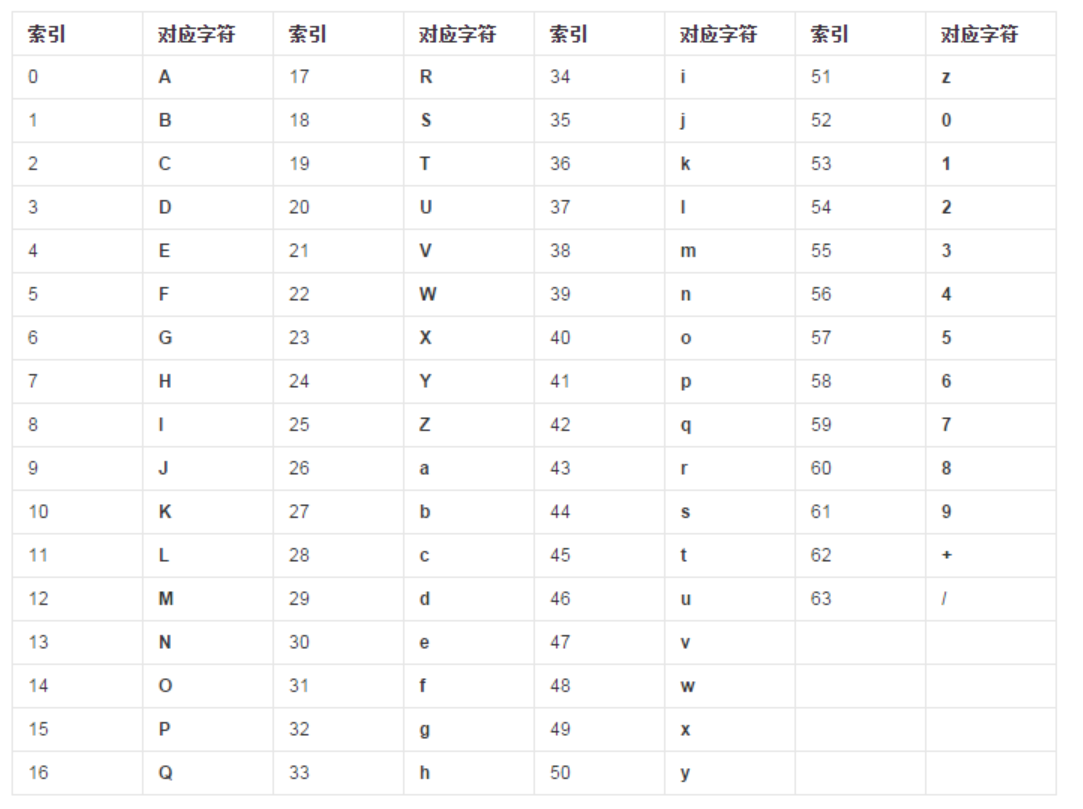 索引 对应字符 索引 对应字符 索引 对应字符 索引 对应字符
0 A 17 R 34 i 51 z
1 B 18 S 35 j 52 0
2 C 19 T 36 k 53 1
3 D 20 U 37 l 54 2
4 E 21 V 38 m 55 3
5 F 22 W 39 n 56 4
6 G 23 X 40 o 57 5
7 H 24 Y 41 p 58 6
8 I 25 Z 42 q 59 7
9 J 26 a 43 r 60 8
10 K 27 b 44 s 61 9
11 L 28 c 45 t 62 +
12 M 29 d 46 u 63 /
13 N 30 e 47 v
14 O 31 f 48 w
15 P 32 g 49 x
16 Q 33 h 50 y